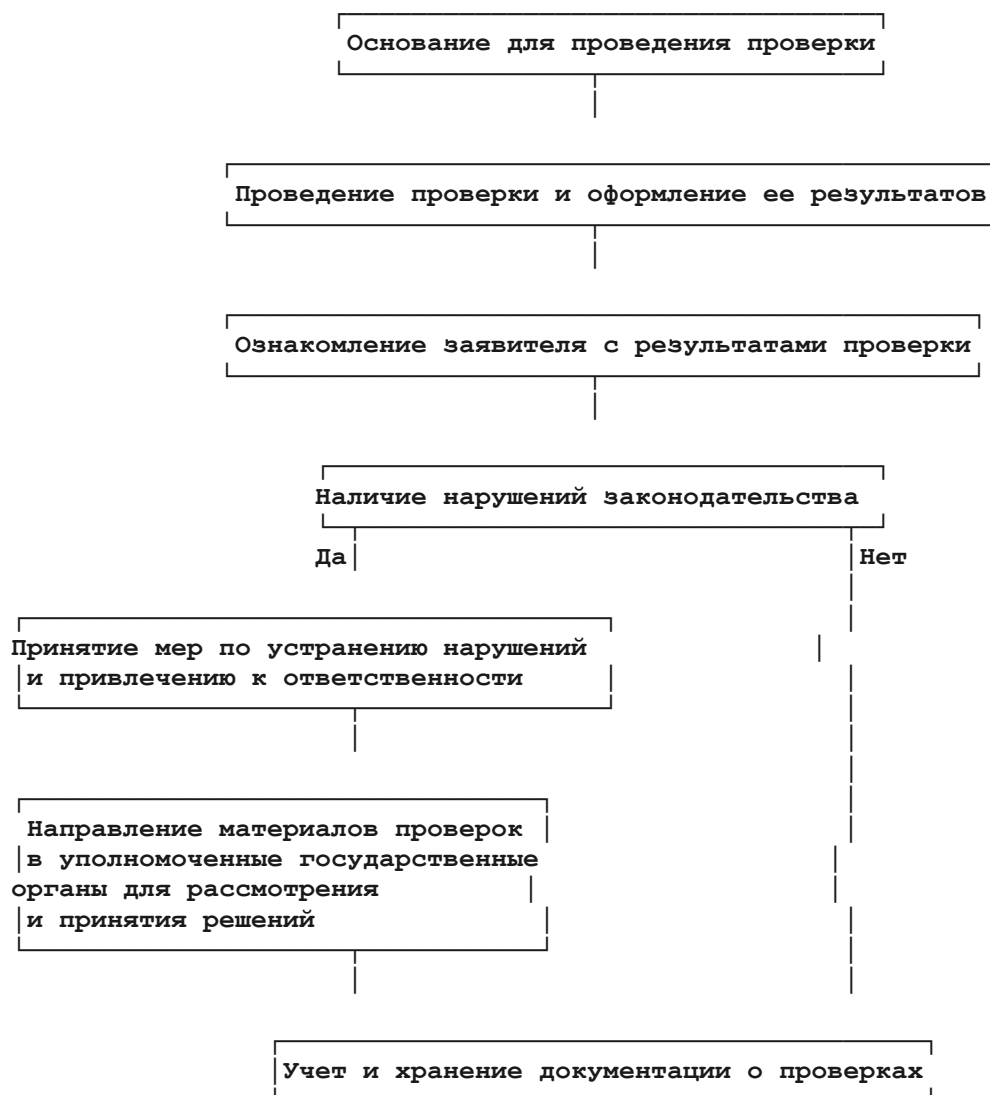 Основание для проведения проверки
Проведение проверки и оформление ее результатов
Ознакомление заявителя с результатами проверки
Наличие нарушений законодательства
Да Нет
Принятие мер по устранению нарушений
и привлечению к ответственности
Направление материалов проверок
в уполномоченные государственные
органы для рассмотрения
и принятия решений
Учет и хранение документации о проверках